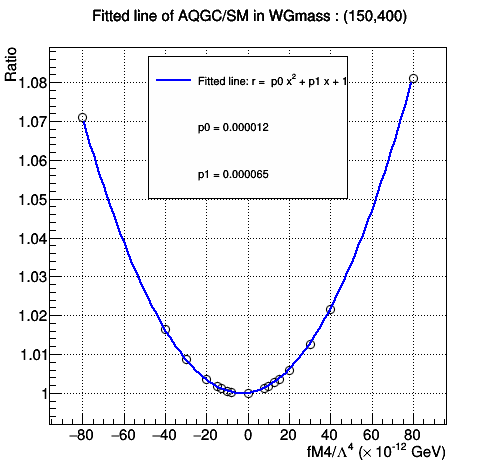 Fitted line of AQGC/SM in WGmass : (150,400)
Ratio
Fitted line: r = p0 x² + p1 x + 1
p0 = 0.000012
p1 = 0.000065
1.08
1.07
1.06
1.05
1.04
1.03
1.02
1.01
1
−80 −60 −40 −20 0 20 40 60 80
fM4/Λ⁴ (× 10⁻¹² GeV)